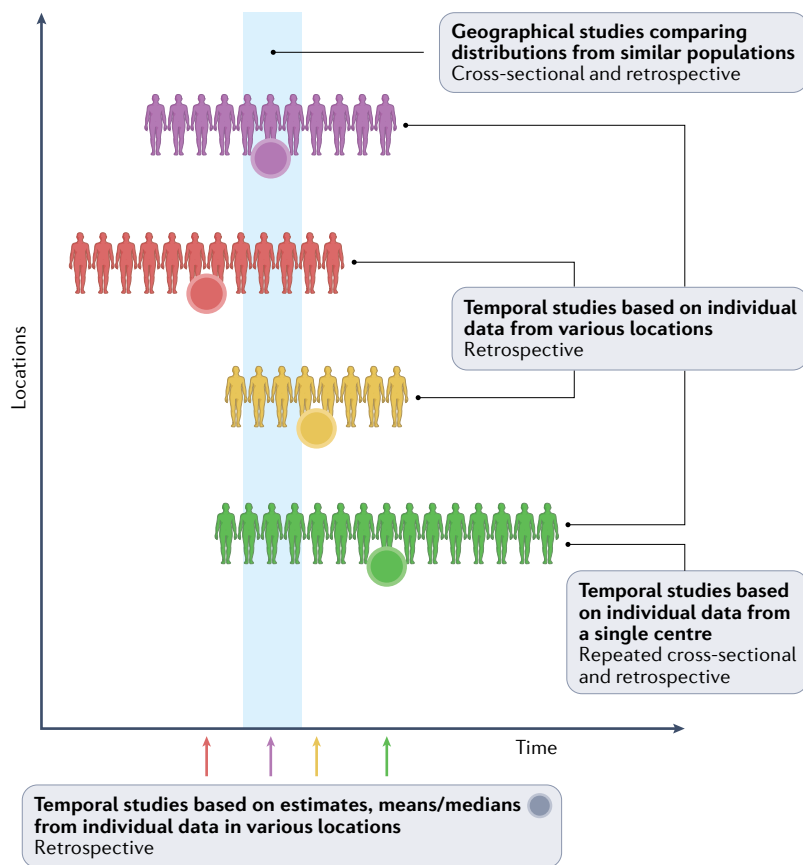 Geographical studies comparing
distributions from similar populations
Cross-sectional and retrospective
Temporal studies based on individual
data from various locations
Retrospective
Locations
Temporal studies based
on individual data from
a single centre
Repeated cross-sectional
and retrospective
Time
Temporal studies based on estimates, means/medians
from individual data in various locations
Retrospective